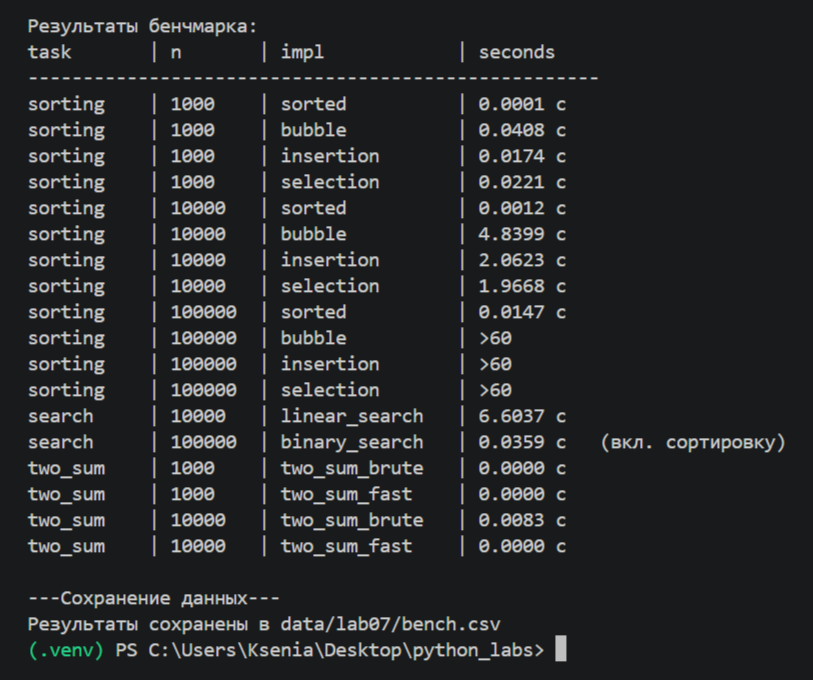 Результаты бенчмарка:
task | n | impl | seconds
----------------------------------------------------
sorting | 1000 | sorted | 0.0001 с
sorting | 1000 | bubble | 0.0408 с
sorting | 1000 | insertion | 0.0174 с
sorting | 1000 | selection | 0.0221 с
sorting | 10000 | sorted | 0.0012 с
sorting | 10000 | bubble | 4.8399 с
sorting | 10000 | insertion | 2.0623 с
sorting | 10000 | selection | 1.9668 с
sorting | 100000 | sorted | 0.0147 с
sorting | 100000 | bubble | >60
sorting | 100000 | insertion | >60
sorting | 100000 | selection | >60
search | 10000 | linear_search | 6.6037 с
search | 100000 | binary_search | 0.0359 с (вкл. сортировку)
two_sum | 1000 | two_sum_brute | 0.0000 с
two_sum | 1000 | two_sum_fast | 0.0000 с
two_sum | 10000 | two_sum_brute | 0.0083 с
two_sum | 10000 | two_sum_fast | 0.0000 с
---Сохранение данных---
Результаты сохранены в data/lab07/bench.csv
(.venv) PS C:\Users\Ksenia\Desktop\python_labs>